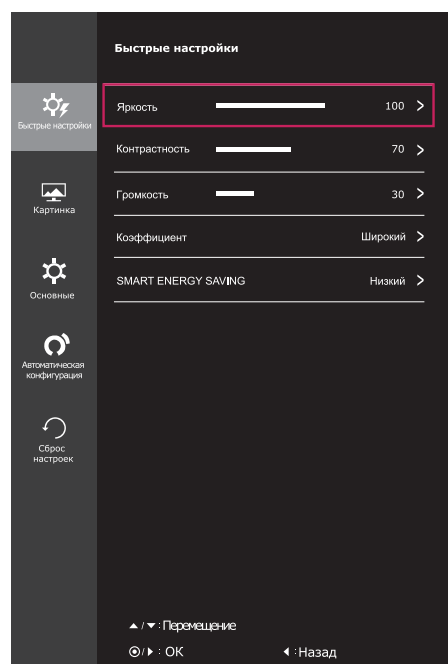 Быстрые настройки
Быстрые настройки
Картинка
Основные
Автоматическая
конфигурация
Сброс
настроек
Яркость 100 >
Контрастность 70 >
Громкость 30 >
Коэффициент Широкий >
SMART ENERGY SAVING Низкий >
▲ / ▼ : Перемещение
◉ / ▶ : OK ◀ : Назад